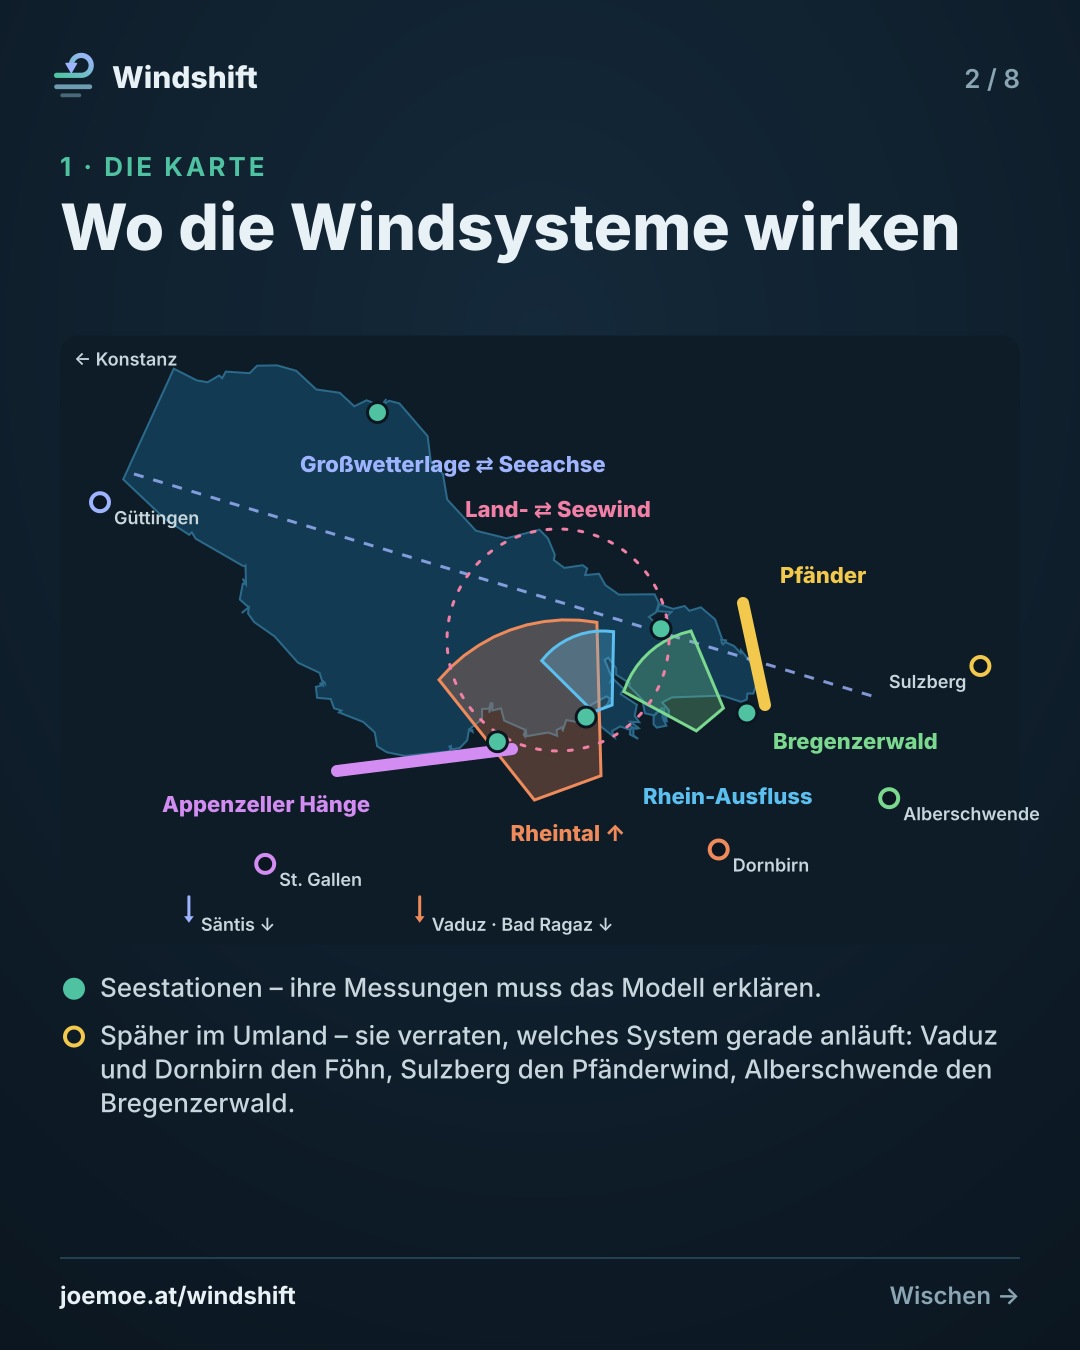 Windshift
2 / 8
1 · DIE KARTE
Wo die Windsysteme wirken
← Konstanz
Großwetterlage ⇄ Seeachse
Land- ⇄ Seewind
Güttingen
Pfänder
Sulzberg
Bregenzerwald
Rhein-Ausfluss
Appenzeller Hänge
Alberschwende
Rheintal ↑
Dornbirn
St. Gallen
Säntis ↓
Vaduz · Bad Ragaz ↓
Seestationen – ihre Messungen muss das Modell erklären.
Späher im Umland – sie verraten, welches System gerade anläuft: Vaduz
und Dornbirn den Föhn, Sulzberg den Pfänderwind, Alberschwende den
Bregenzerwald.
joemoe.at/windshift
Wischen →